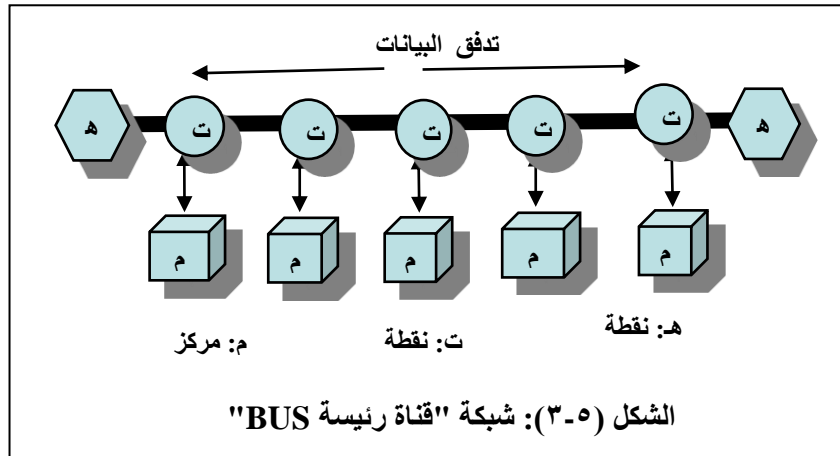 تدفق البيانات
ه ت ت ت ت ت ه
م م م م م
م: مركز ت: نقطة هـ: نقطة
الشكل (٥-٣): شبكة "قناة رئيسة BUS"